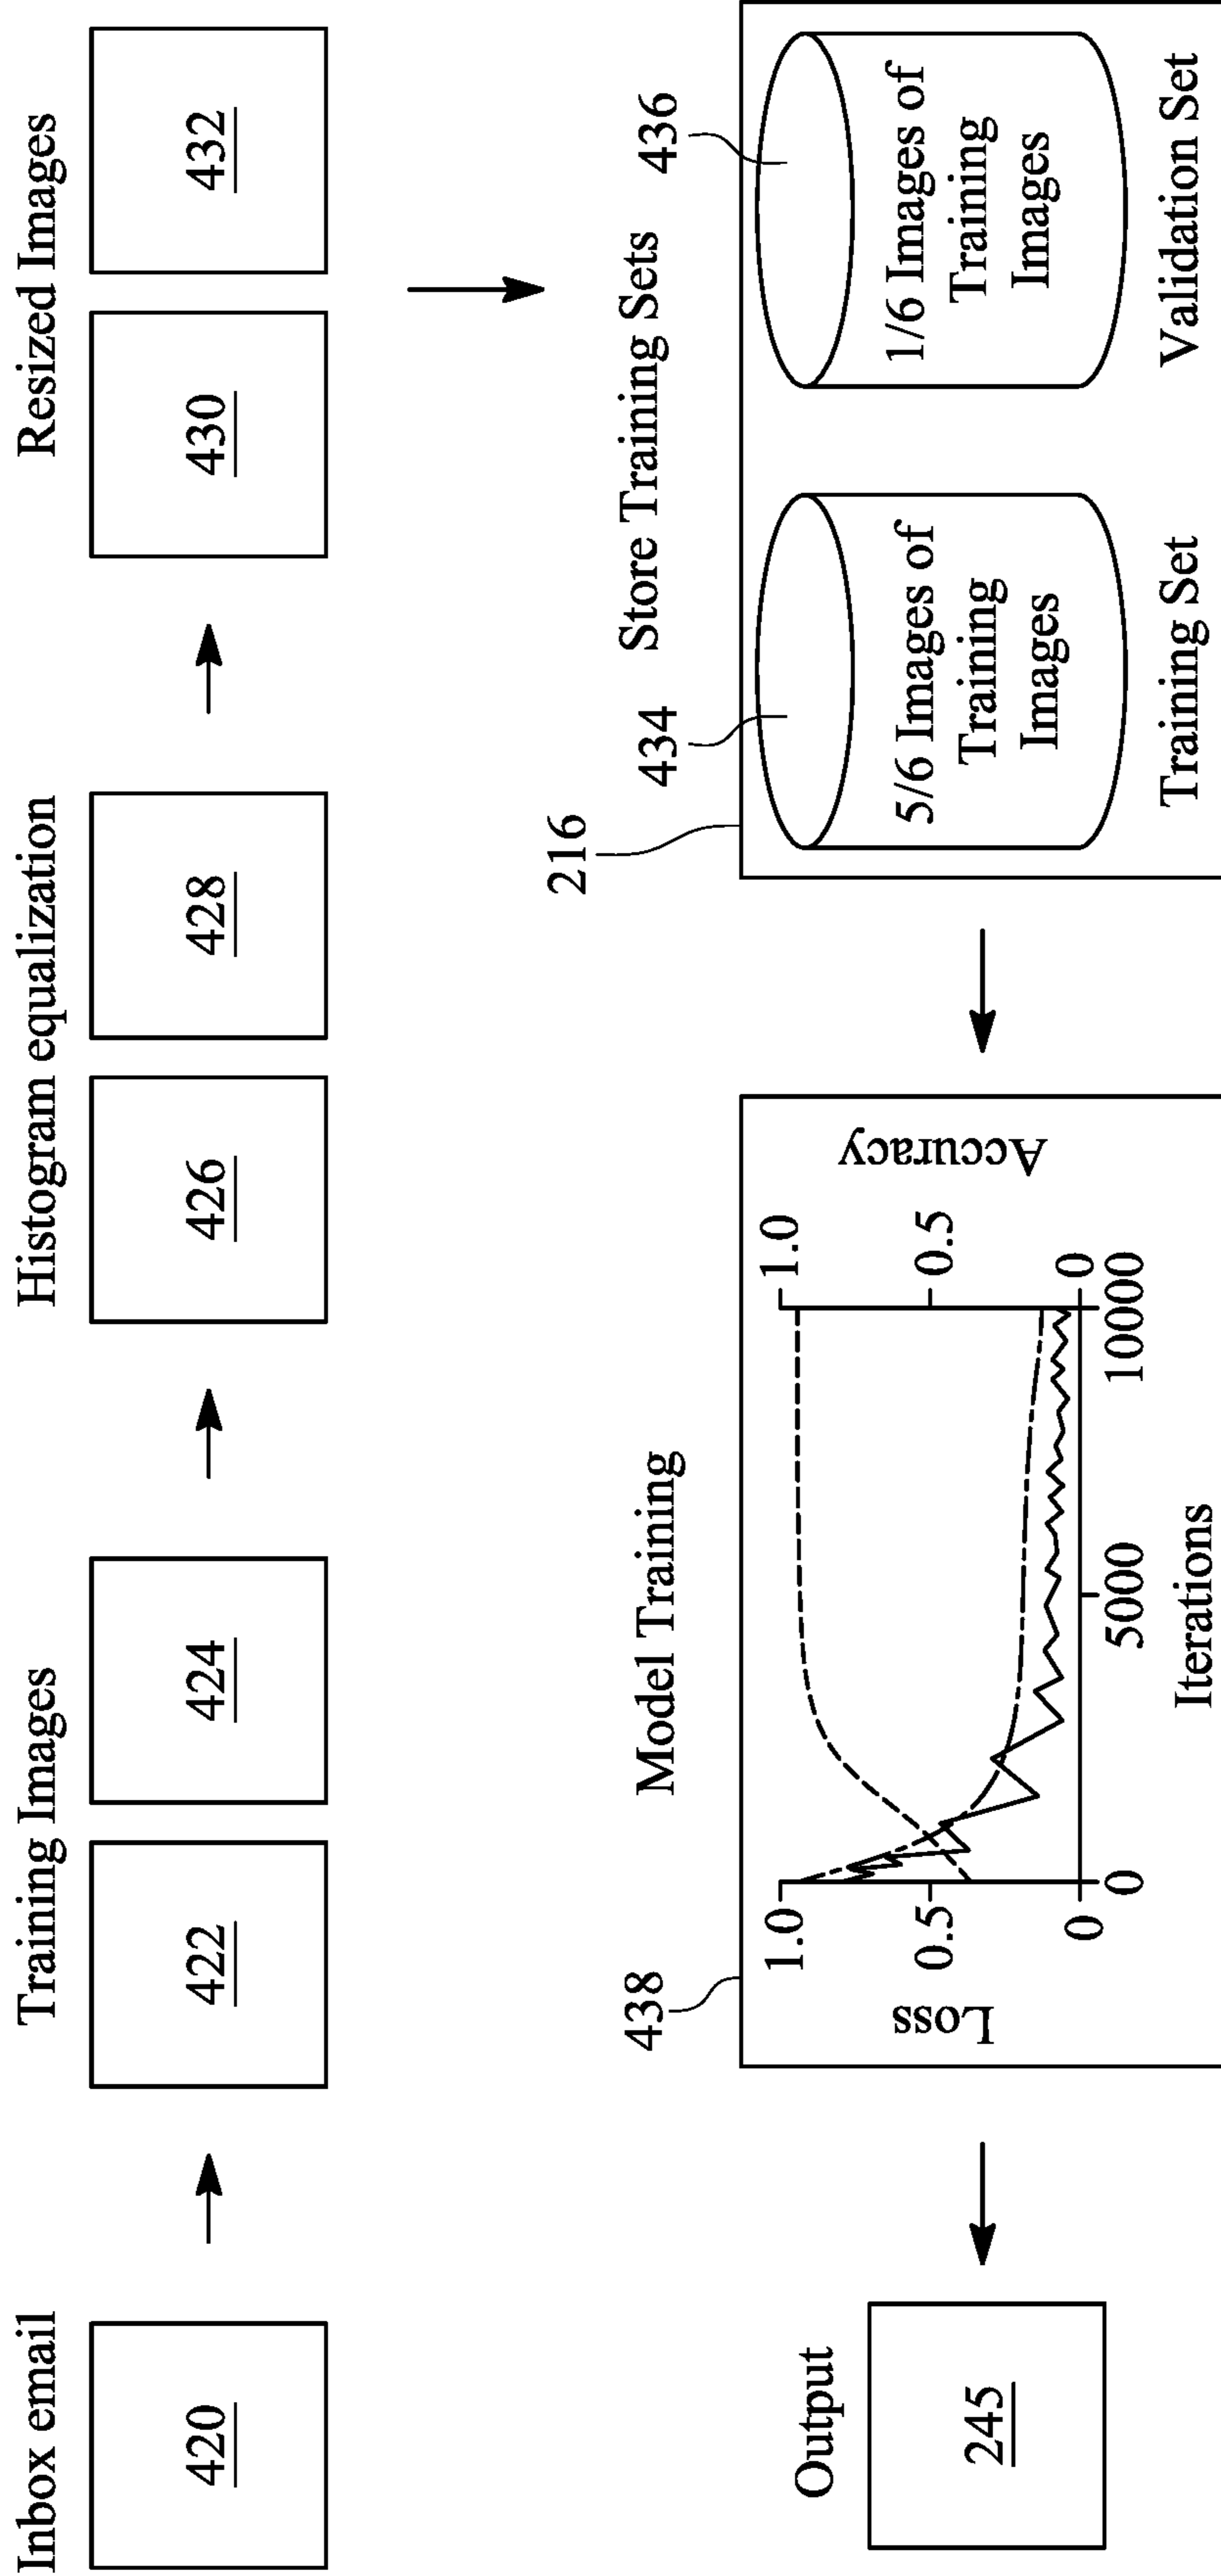 Inbox email
420
Training Images
422
424
Histogram equalization
426
428
Resized Images
430
432
Store Training Sets
216
434
436
5/6 Images of
Training
Images
Training Set
1/6 Images of
Training
Images
Validation Set
Model Training
438
Loss
1.0
0.5
0
Accuracy
1.0
0.5
0
0
5000
10000
Iterations
Output
245